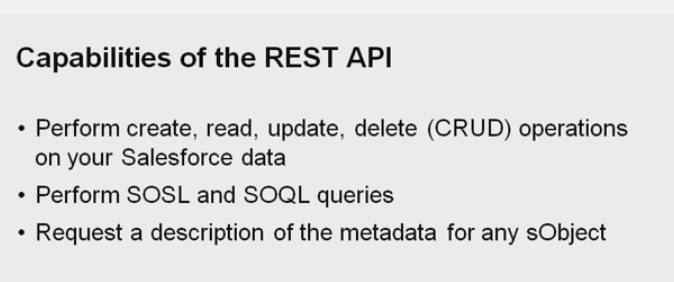 Capabilities of the REST API
• Perform create, read, update, delete (CRUD) operations
on your Salesforce data
• Perform SOSL and SOQL queries
• Request a description of the metadata for any sObject